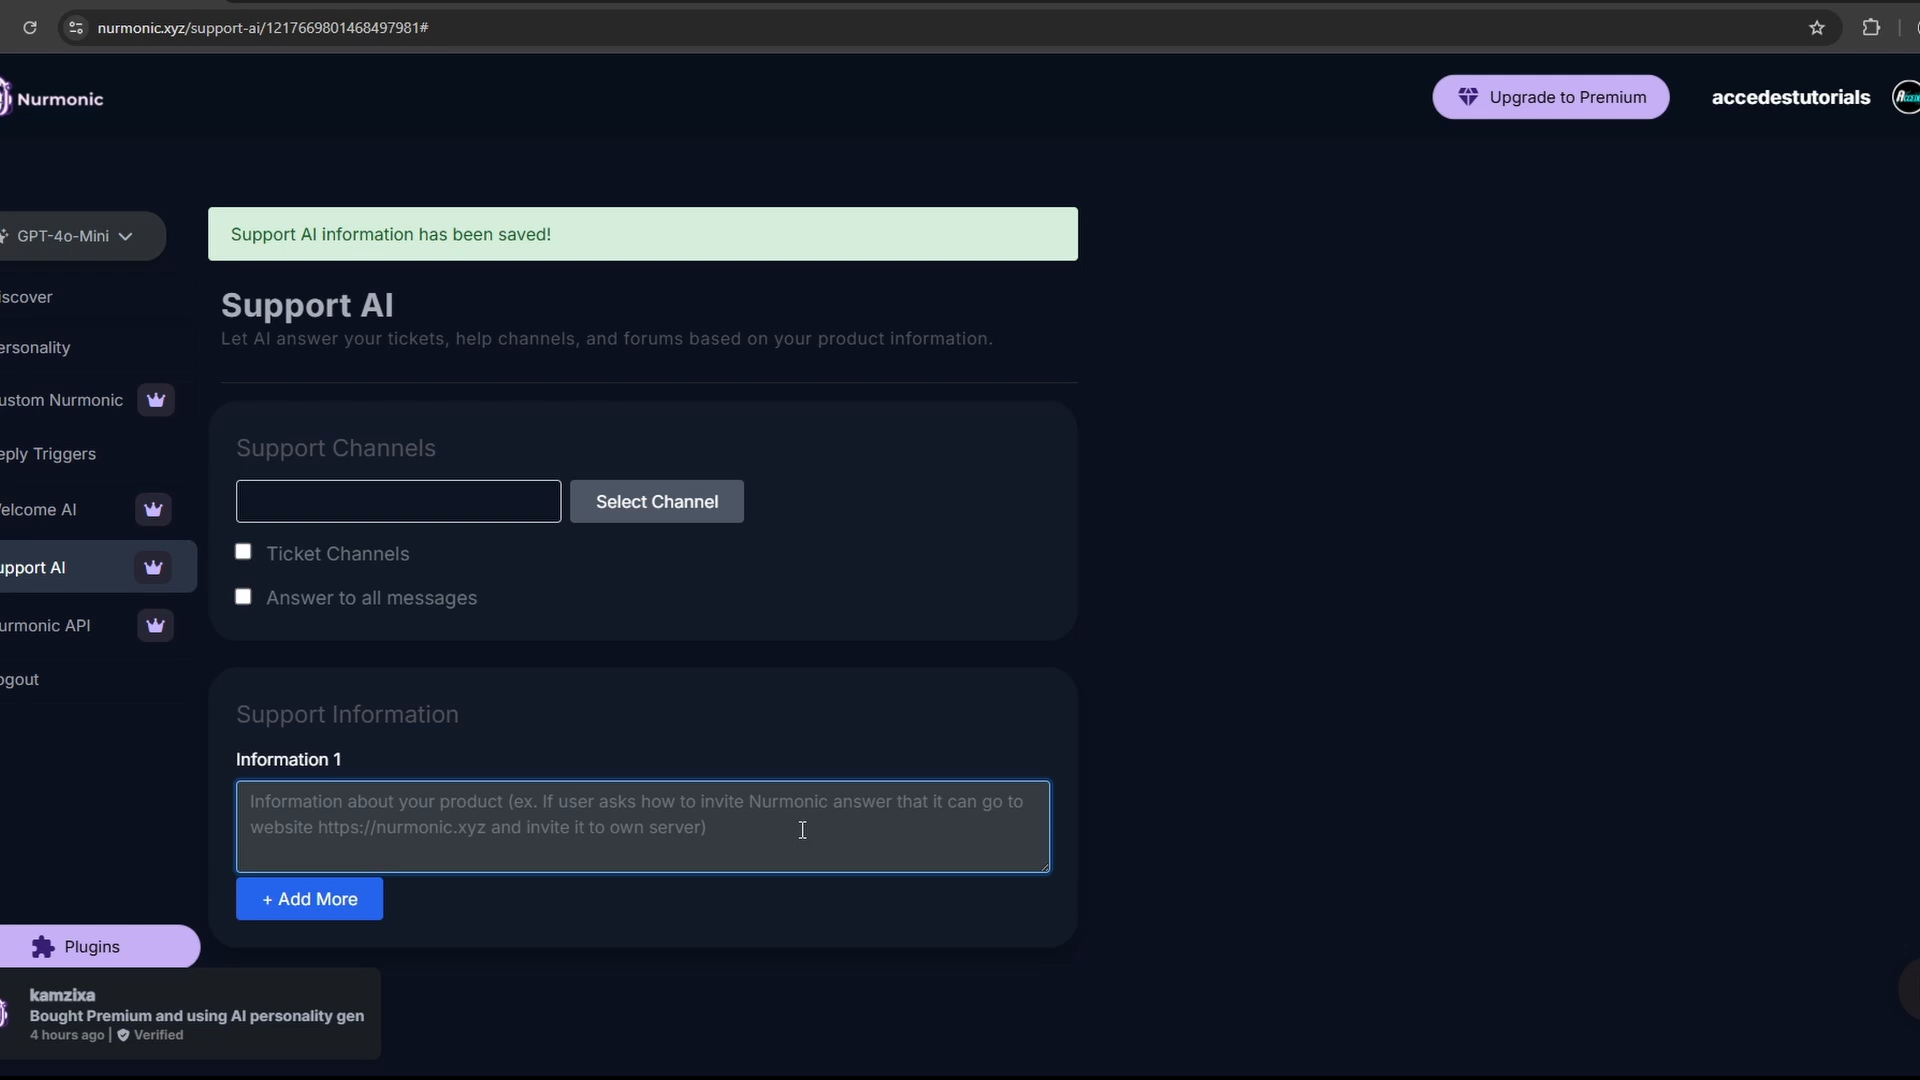 nurmonic.xyz/support-ai/1217669801468497981#
Nurmonic
Upgrade to Premium
accedestutorials
GPT-4o-Mini
iscover
ersonality
ustom Nurmonic
eply Triggers
elcome AI
upport AI
urmonic API
ogout
Plugins
Support AI information has been saved!
Support AI
Let AI answer your tickets, help channels, and forums based on your product information.
Support Channels
Select Channel
Ticket Channels
Answer to all messages
Support Information
Information 1
Information about your product (ex. If user asks how to invite Nurmonic answer that it can go to
website https://nurmonic.xyz and invite it to own server)
+ Add More
kamzixa
Bought Premium and using AI personality gen
4 hours ago | Verified